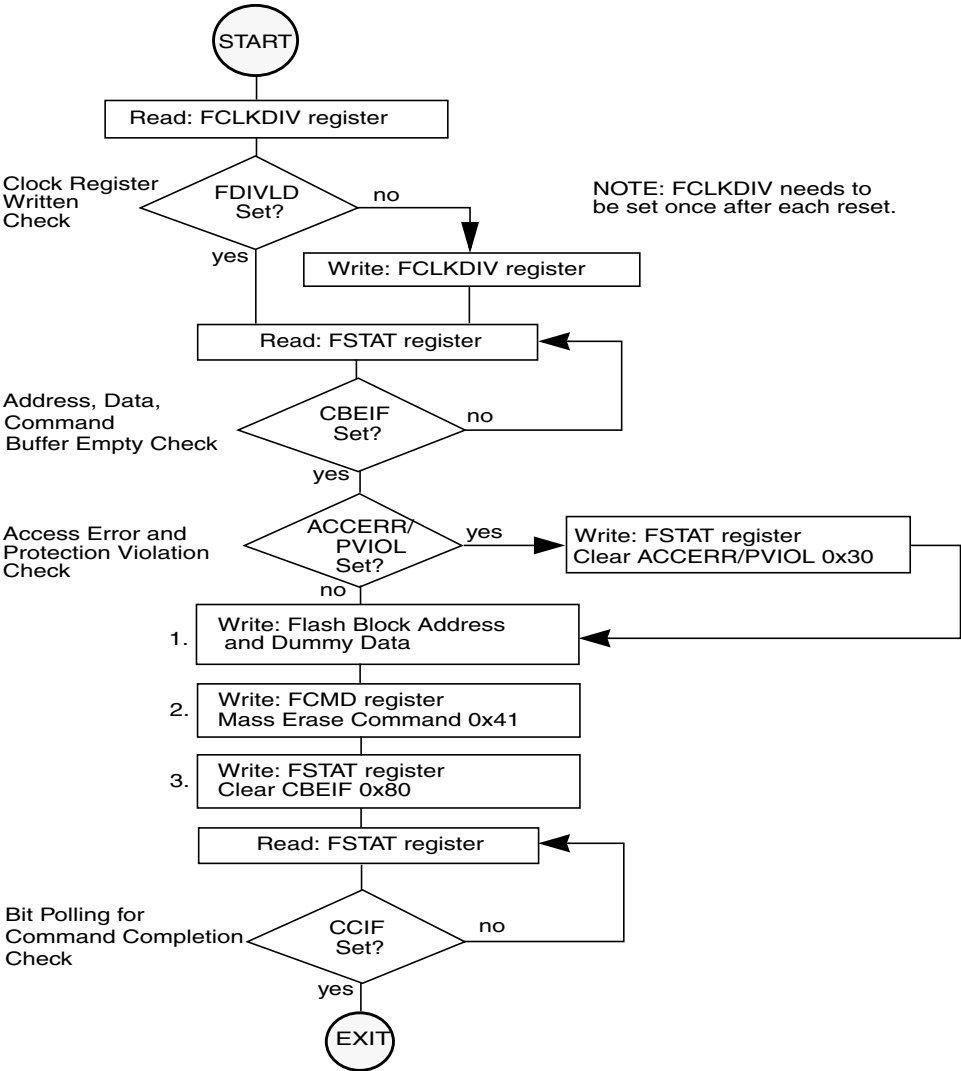 START
Read: FCLKDIV register
Clock Register
Written
Check
FDIVLD
Set?
no
yes
NOTE: FCLKDIV needs to
be set once after each reset.
Write: FCLKDIV register
Read: FSTAT register
Address, Data,
Command
Buffer Empty Check
CBEIF
Set?
no
yes
Access Error and
Protection Violation
Check
ACCERR/
PVIOL
Set?
yes
no
Write: FSTAT register
Clear ACCERR/PVIOL 0x30
1.
Write: Flash Block Address
and Dummy Data
2.
Write: FCMD register
Mass Erase Command 0x41
3.
Write: FSTAT register
Clear CBEIF 0x80
Read: FSTAT register
Bit Polling for
Command Completion
Check
CCIF
Set?
no
yes
EXIT